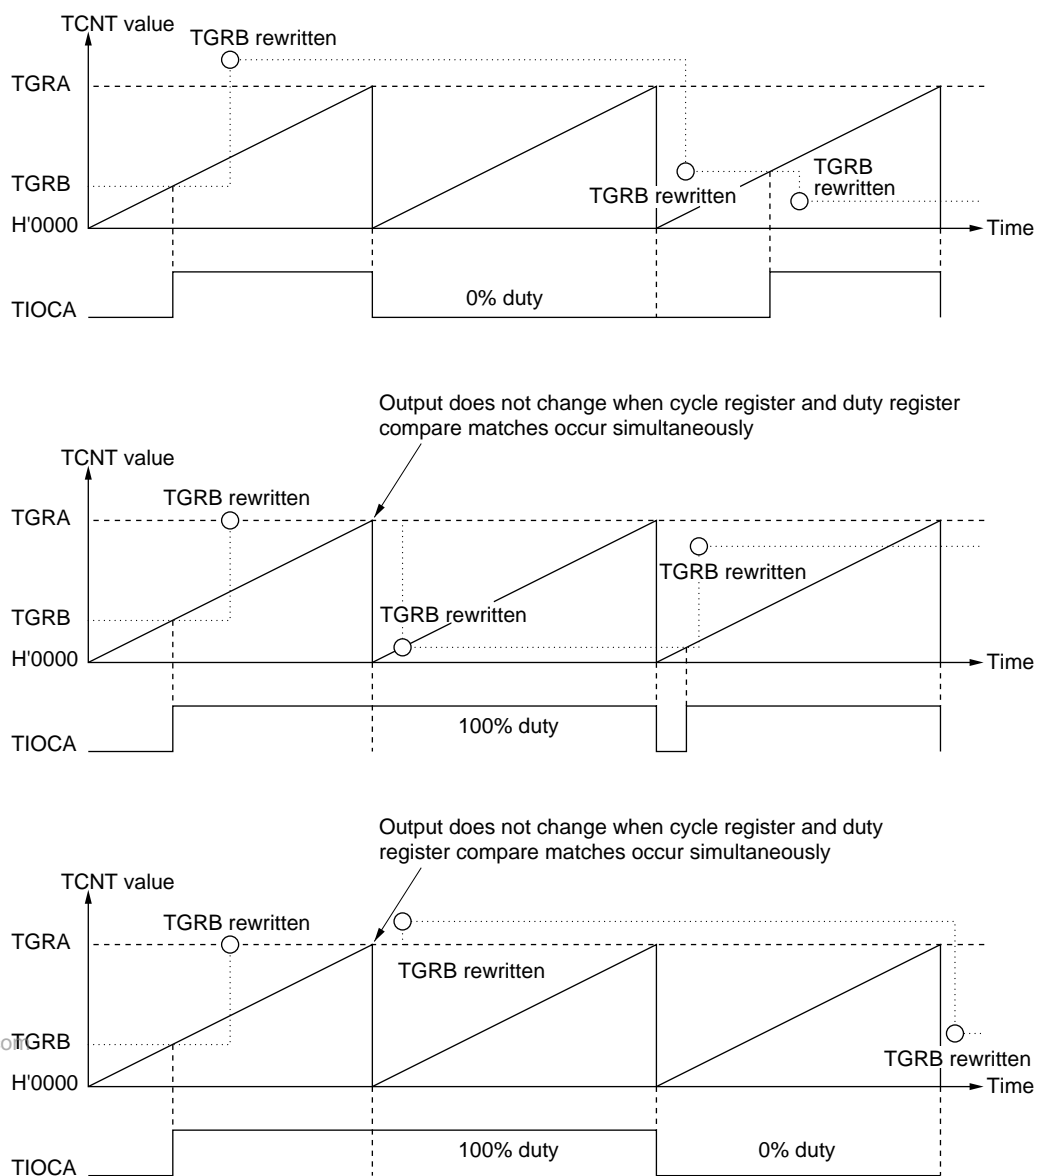 TCNT value
TGRB rewritten
TGRA
TGRB
rewritten
TGRB
TGRB rewritten
H'0000
Time
0% duty
TIOCA
Output does not change when cycle register and duty register
compare matches occur simultaneously
TCNT value
TGRB rewritten
TGRA
TGRB rewritten
TGRB
TGRB rewritten
H'0000
Time
100% duty
TIOCA
Output does not change when cycle register and duty
register compare matches occur simultaneously
TCNT value
TGRB rewritten
TGRA
TGRB rewritten
TGRB
TGRB rewritten
H'0000
Time
100% duty
0% duty
TIOCA